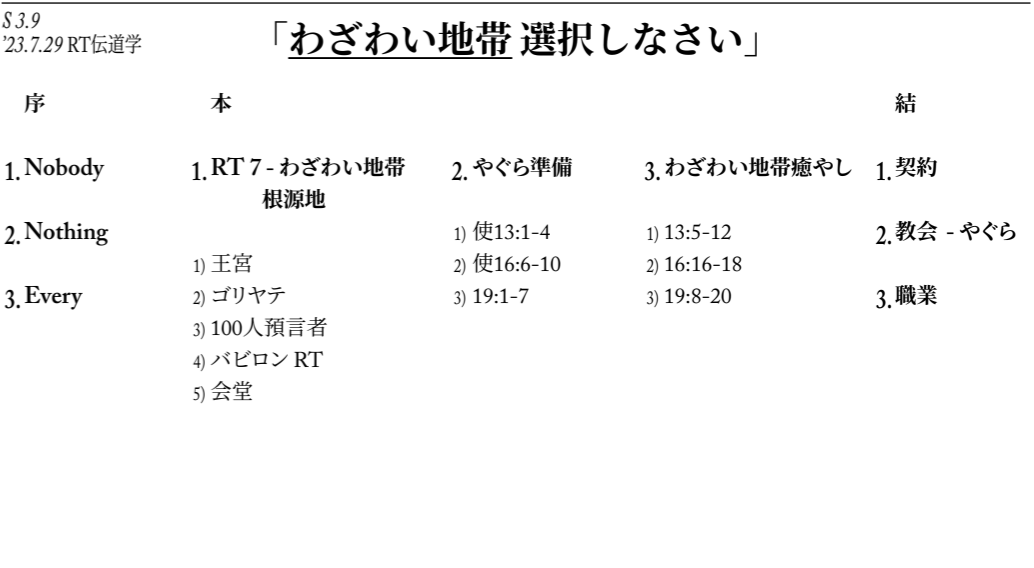 S 3.9
'23.7.29 RT伝道学
「わざわい地帯 選択しなさい」
序
1. Nobody
2. Nothing
3. Every
本
1. RT 7 - わざわい地帯
根源地
1) 王宮
2) ゴリヤテ
3) 100人預言者
4) バビロン RT
5) 会堂
2. やぐら準備
1) 使13:1-4
2) 使16:6-10
3) 19:1-7
3. わざわい地帯癒やし
1) 13:5-12
2) 16:16-18
3) 19:8-20
結
1. 契約
2. 教会 - やぐら
3. 職業